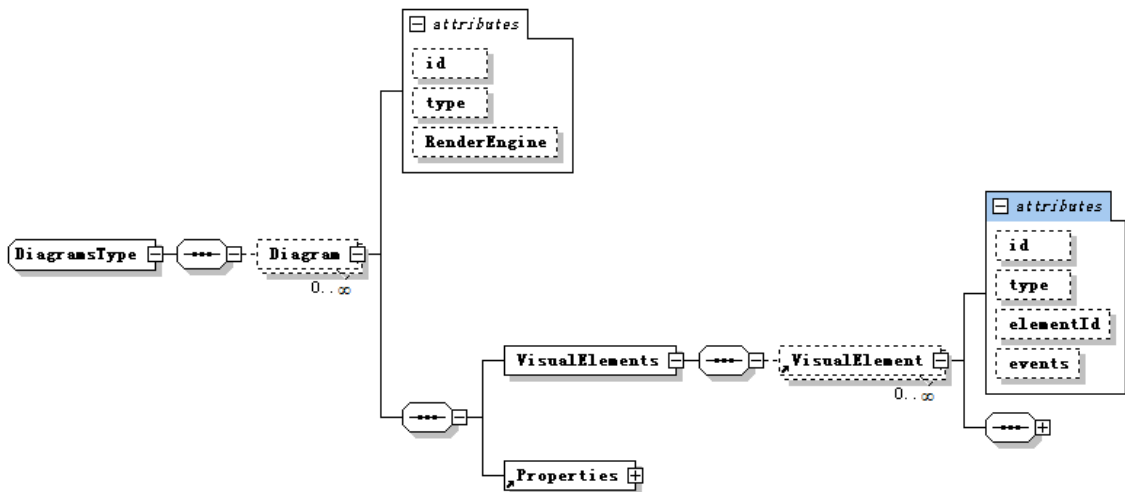 attributes
id
type
RenderEngine
DiagramsType
Diagram
0..∞
attributes
id
type
elementId
events
VisualElements
VisualElement
0..∞
Properties